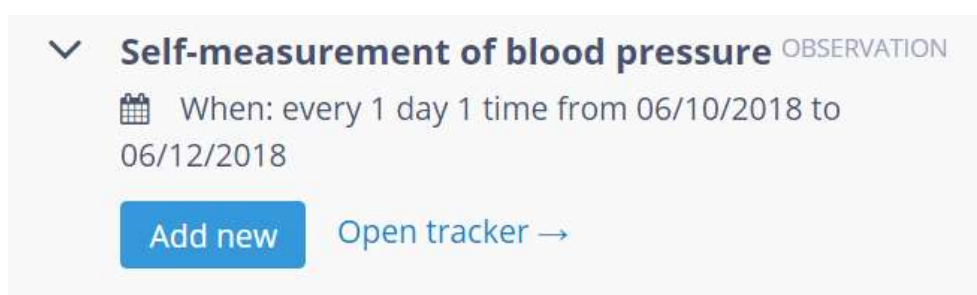 Self-measurement of blood pressure OBSERVATION
When: every 1 day 1 time from 06/10/2018 to
06/12/2018
Add new Open tracker →